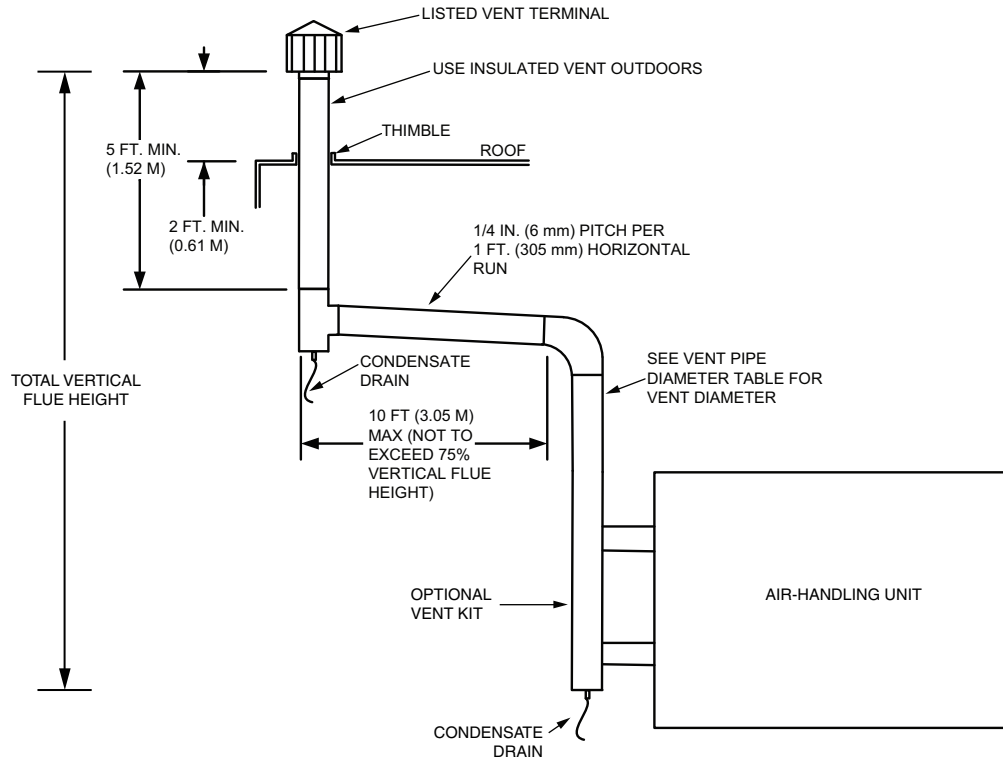 LISTED VENT TERMINAL
USE INSULATED VENT OUTDOORS
THIMBLE
ROOF
5 FT. MIN.
(1.52 M)
2 FT. MIN.
(0.61 M)
1/4 IN. (6 mm) PITCH PER
1 FT. (305 mm) HORIZONTAL
RUN
TOTAL VERTICAL
FLUE HEIGHT
CONDENSATE
DRAIN
SEE VENT PIPE
DIAMETER TABLE FOR
VENT DIAMETER
10 FT (3.05 M)
MAX (NOT TO
EXCEED 75%
VERTICAL FLUE
HEIGHT)
OPTIONAL
VENT KIT
AIR-HANDLING UNIT
CONDENSATE
DRAIN